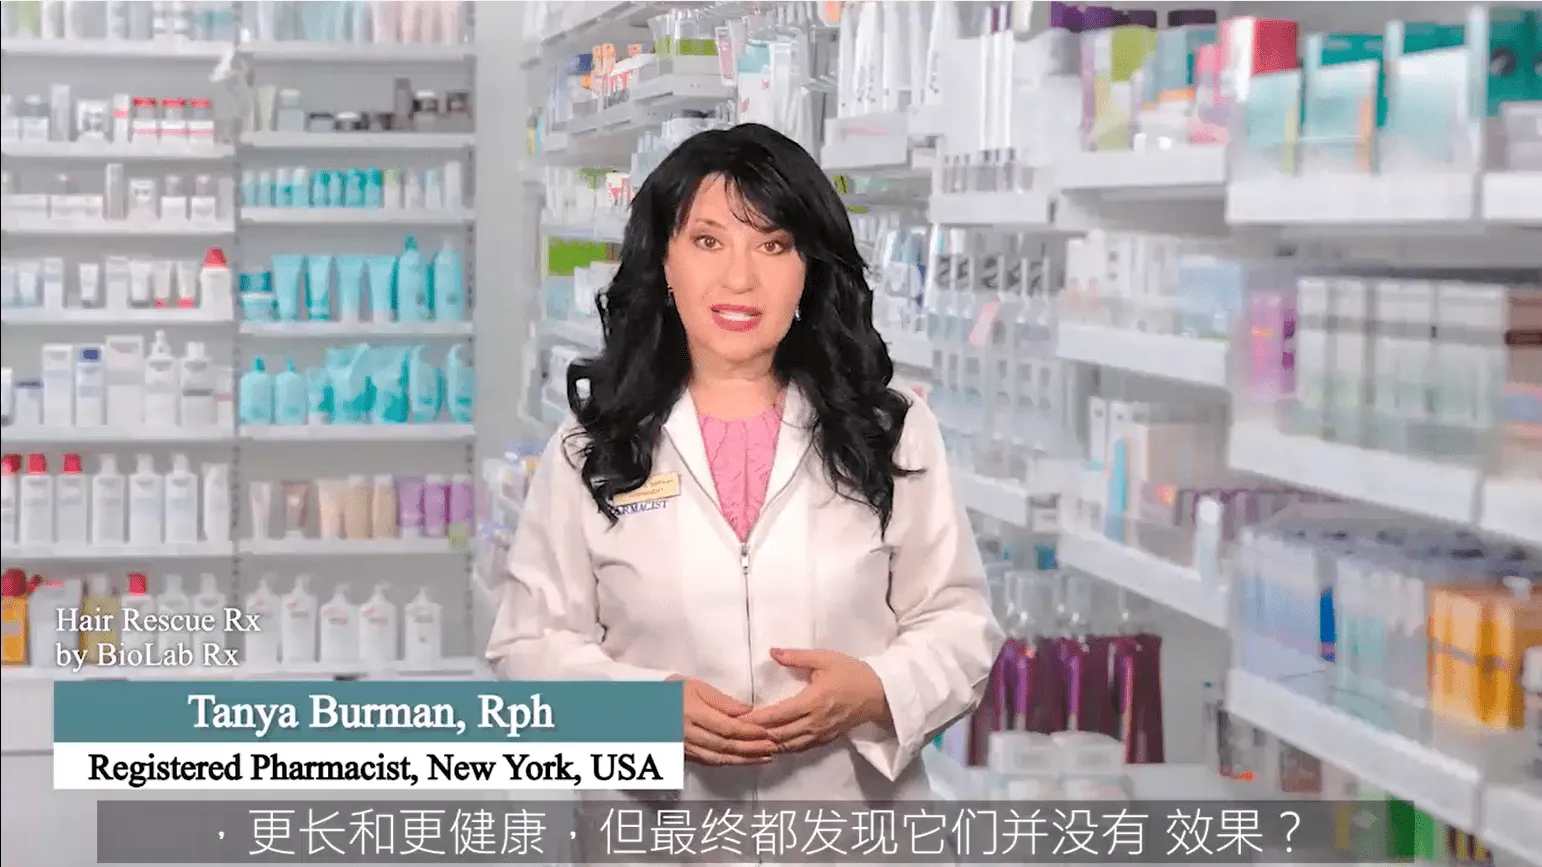 Hair Rescue Rx
by BioLab Rx
Tanya Burman, Rph
Registered Pharmacist, New York, USA
，更长和更健康，但最终都发现它们并没有 效果？